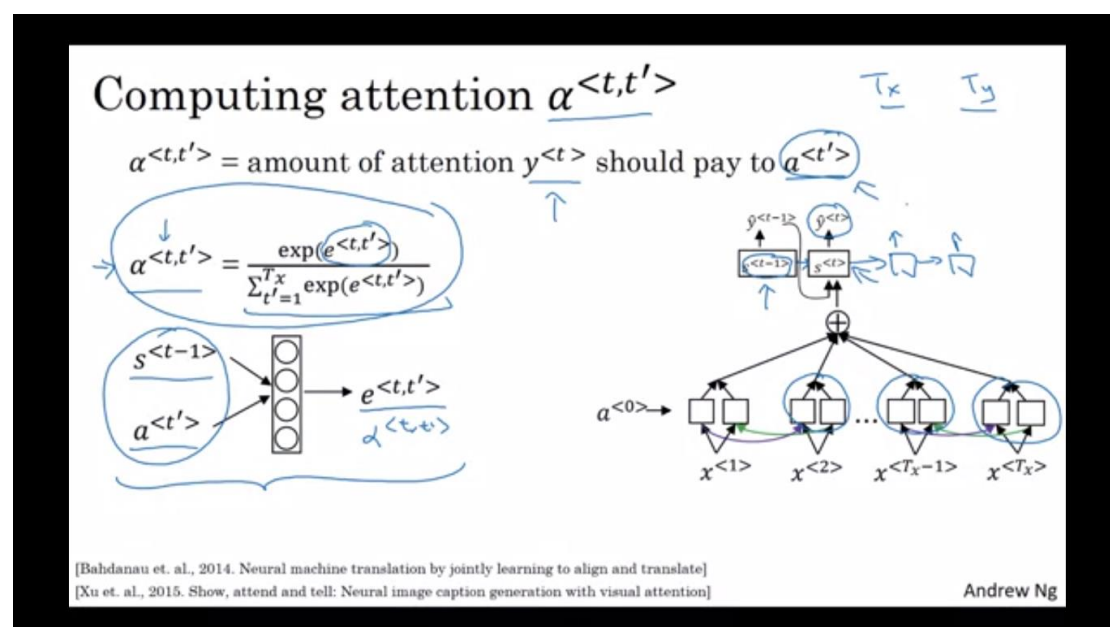 Computing attention α<t,t′>
Tx Ty
α<t,t′> = amount of attention y<t> should pay to a<t′>
ŷ<t−1> ŷ<t>
α<t,t′> = exp(e<t,t′>) / Σ_{t′=1}^{Tx} exp(e<t,t′>)
s<t−1> s<t>
s<t−1>
e<t,t′>
α<t,t′>
a<t′>
a<0>
...
x<1> x<2> x<Tx−1> x<Tx>
[Bahdanau et. al., 2014. Neural machine translation by jointly learning to align and translate]
[Xu et. al., 2015. Show, attend and tell: Neural image caption generation with visual attention]
Andrew Ng